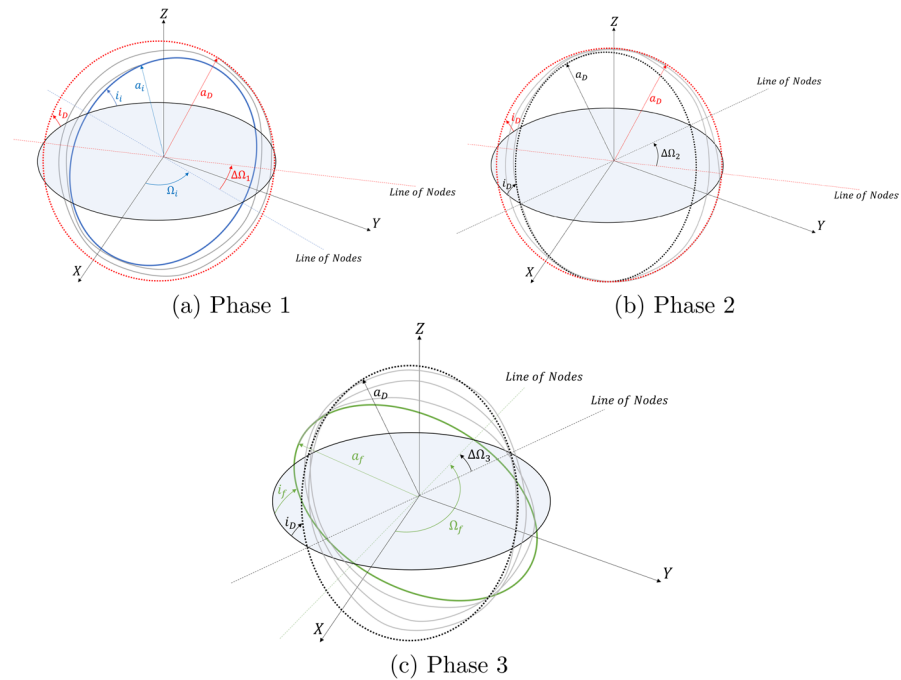 Z
a_D
a_i
i_i
i_D
ΔΩ_1
Ω_i
Line of Nodes
Y
Line of Nodes
X
(a) Phase 1
Z
a_D
a_D
Line of Nodes
i_D
ΔΩ_2
i_D
Line of Nodes
Y
X
(b) Phase 2
Z
Line of Nodes
a_D
Line of Nodes
a_f
ΔΩ_3
i_f
i_D
Ω_f
Y
X
(c) Phase 3